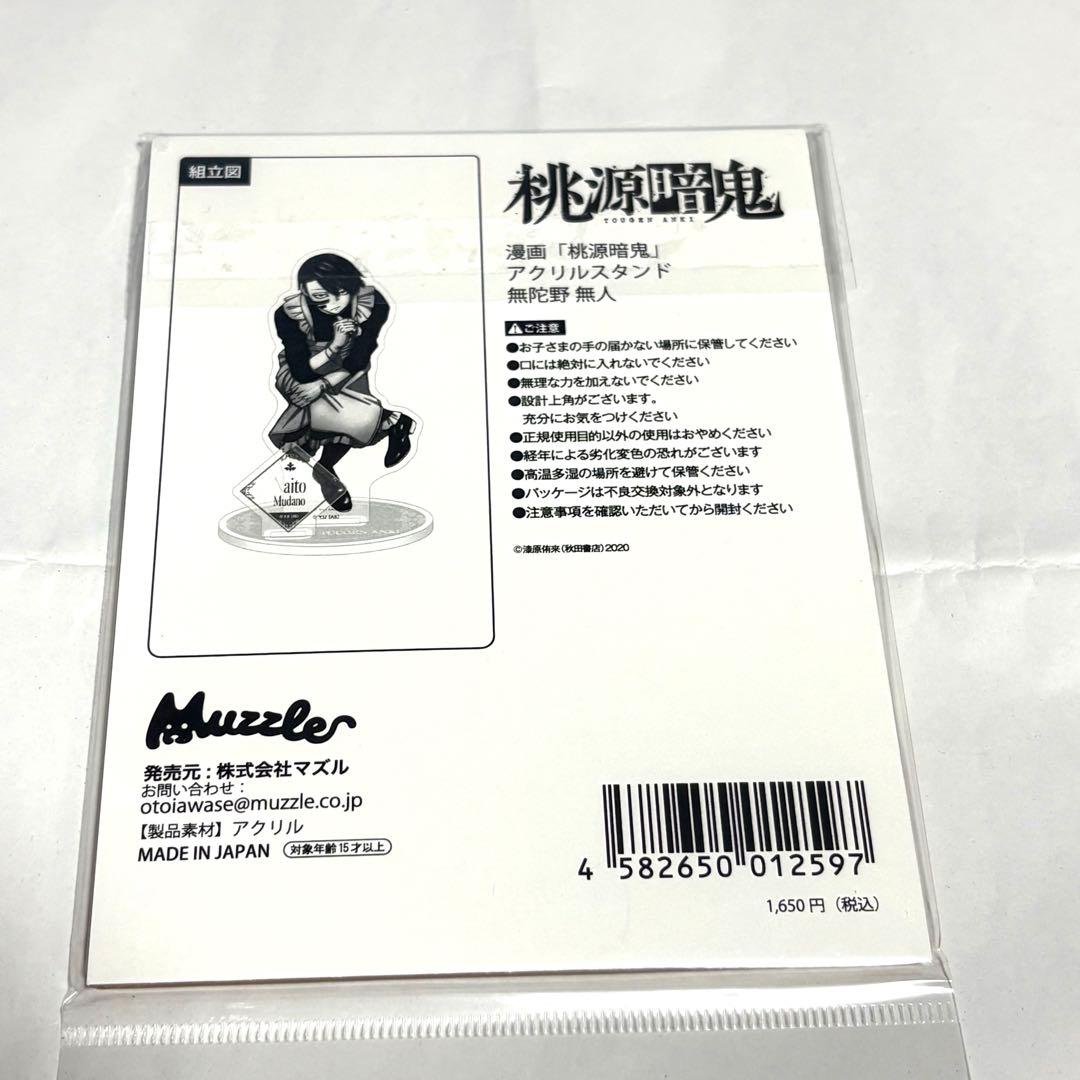 組立図
桃源暗鬼
TOUGEN ANKI
漫画「桃源暗鬼」
アクリルスタンド
無陀野 無人
ご注意
●お子さまの手の届かない場所に保管してください
●口には絶対に入れないでください
●無理な力を加えないでください
●設計上角がございます。
充分にお気をつけください
●正規使用目的以外の使用はおやめください
●経年による劣化変色の恐れがございます
●高温多湿の場所を避けて保管ください
●パッケージは不良交換対象外となります
●注意事項を確認いただいてから開封ください
©漆原侑来(秋田書店)2020
aito
Mudano
TOUGEN ANKI
Muzzle
発売元:株式会社マズル
お問い合わせ:
otoiawase@muzzle.co.jp
【製品素材】アクリル
MADE IN JAPAN 対象年齢15才以上
4 582650 012597
1,650円(税込)